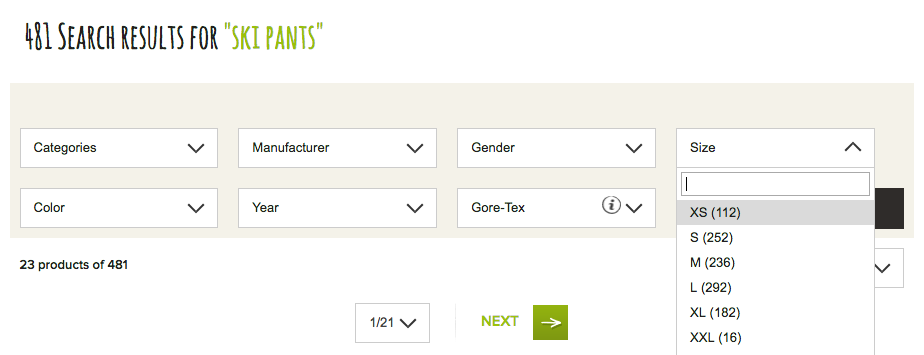 481 Search results for "ski pants"
Categories
Manufacturer
Gender
Size
Color
Year
Gore-Tex
i
XS (112)
S (252)
M (236)
L (292)
XL (182)
XXL (16)
23 products of 481
1/21
NEXT